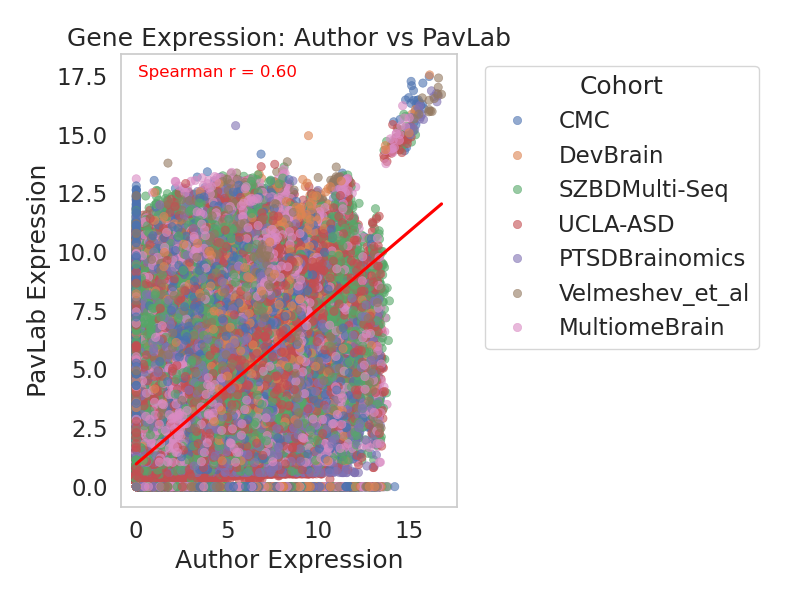 Gene Expression: Author vs PavLab
Spearman r = 0.60
17.5
15.0
12.5
10.0
7.5
5.0
2.5
0.0
PavLab Expression
0 5 10 15
Author Expression
Cohort
CMC
DevBrain
SZBDMulti-Seq
UCLA-ASD
PTSDBrainomics
Velmeshev_et_al
MultiomeBrain